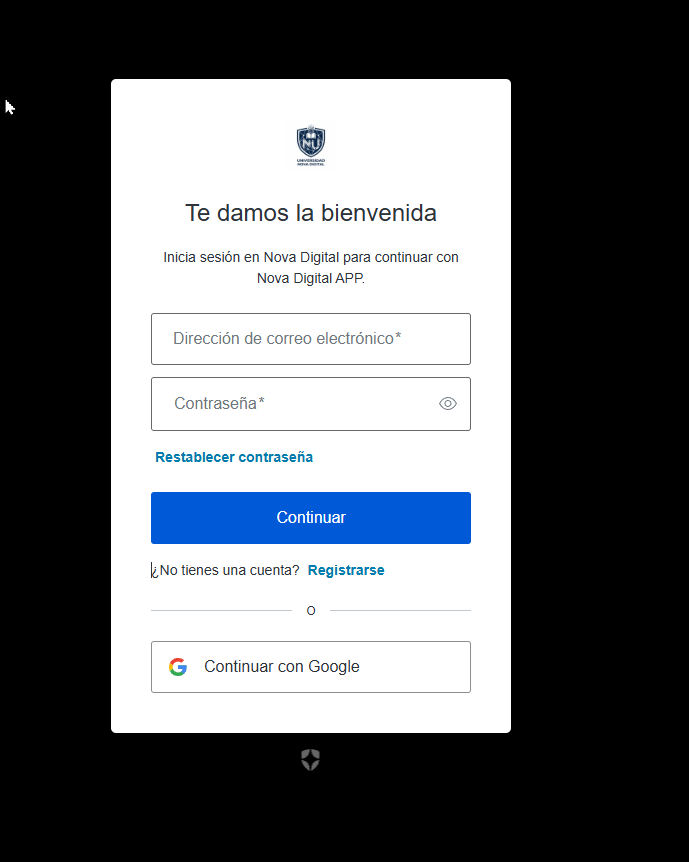 NU
UNIVERSIDAD
NOVA DIGITAL
Te damos la bienvenida
Inicia sesión en Nova Digital para continuar con
Nova Digital APP.
Dirección de correo electrónico*
Contraseña*
Restablecer contraseña
Continuar
¿No tienes una cuenta? Registrarse
O
Continuar con Google